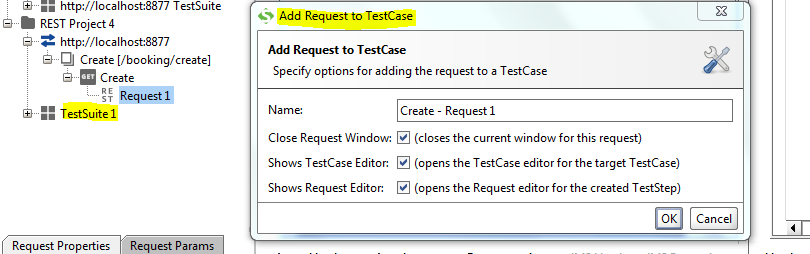 http://localhost:8877 TestSuite
REST Project 4
http://localhost:8877
Create [/booking/create]
GET Create
RE
ST
Request 1
TestSuite 1
Request Properties
Request Params
Add Request to TestCase
Add Request to TestCase
Specify options for adding the request to a TestCase
Name: Create - Request 1
Close Request Window: (closes the current window for this request)
Shows TestCase Editor: (opens the TestCase editor for the target TestCase)
Shows Request Editor: (opens the Request editor for the created TestStep)
OK Cancel